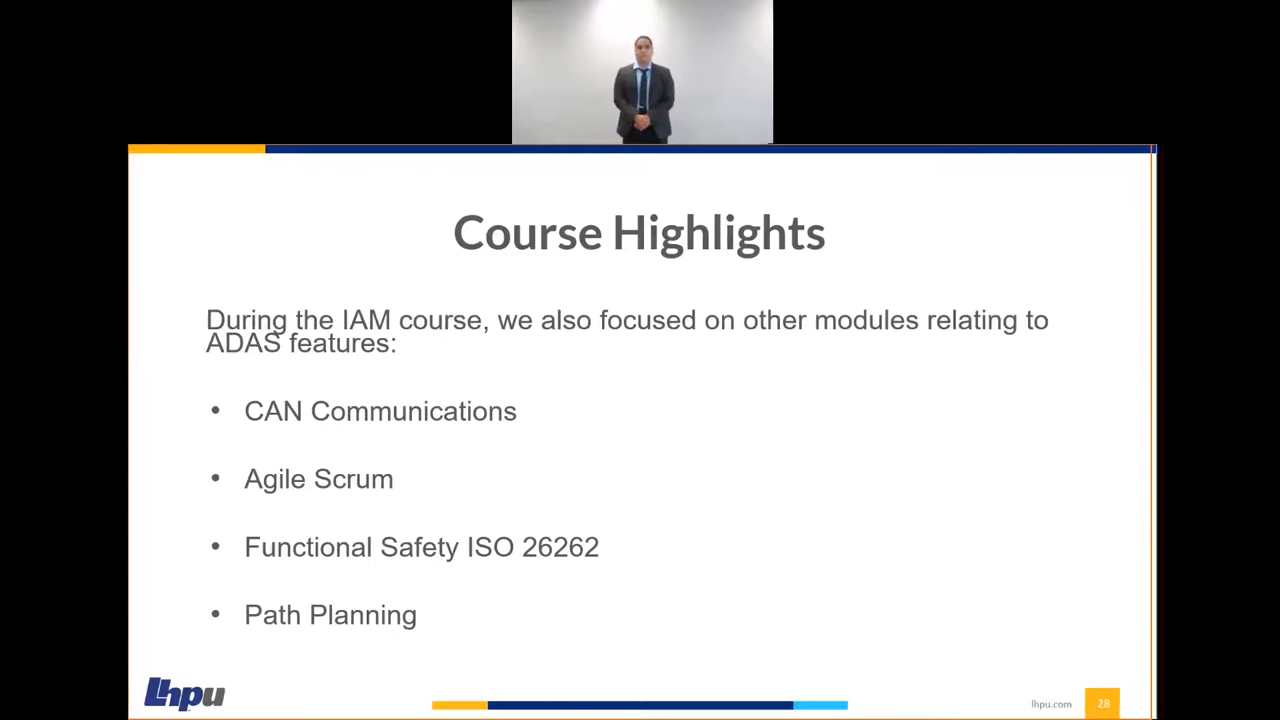 Course Highlights
During the IAM course, we also focused on other modules relating to
ADAS features:
• CAN Communications
• Agile Scrum
• Functional Safety ISO 26262
• Path Planning
lhpu
lhpu.com
28